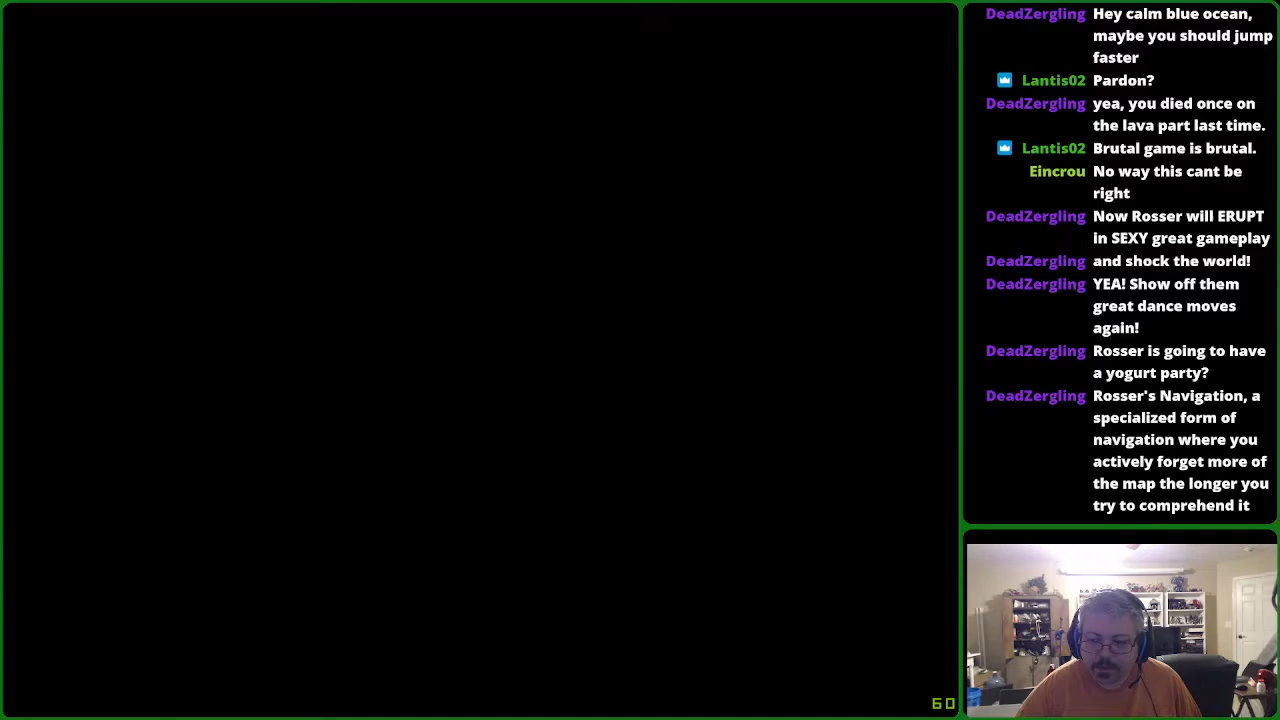 DeadZergling Hey calm blue ocean,
maybe you should jump
faster
Lantis02 Pardon?
DeadZergling yea, you died once on
the lava part last time.
Lantis02 Brutal game is brutal.
Eincrou No way this cant be
right
DeadZergling Now Rosser will ERUPT
in SEXY great gameplay
DeadZergling and shock the world!
DeadZergling YEA! Show off them
great dance moves
again!
DeadZergling Rosser is going to have
a yogurt party?
DeadZergling Rosser's Navigation, a
specialized form of
navigation where you
actively forget more of
the map the longer you
try to comprehend it
60